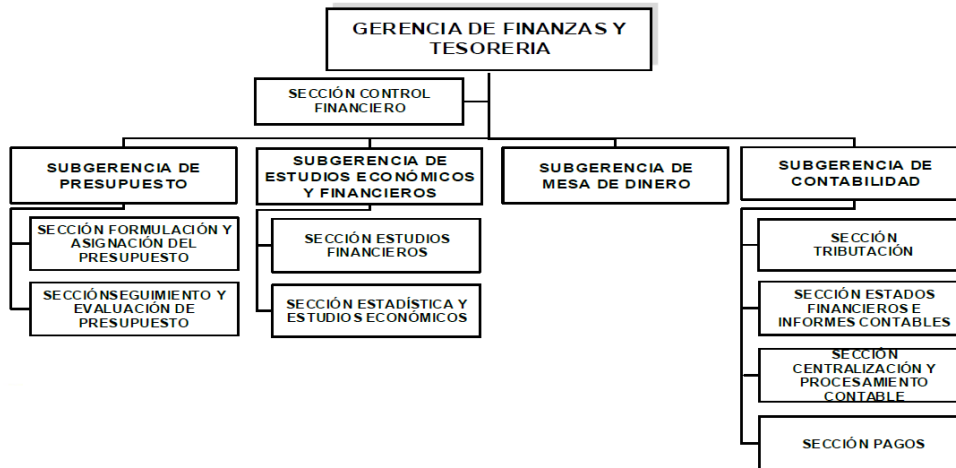 GERENCIA DE FINANZAS Y
TESORERIA
SECCIÓN CONTROL
FINANCIERO
SUBGERENCIA DE
PRESUPUESTO
SUBGERENCIA DE
ESTUDIOS ECONÓMICOS
Y FINANCIEROS
SUBGERENCIA DE
MESA DE DINERO
SUBGERENCIA DE
CONTABILIDAD
SECCIÓN FORMULACIÓN Y
ASIGNACIÓN DEL
PRESUPUESTO
SECCIÓNSEGUIMIENTO Y
EVALUACIÓN DE
PRESUPUESTO
SECCIÓN ESTUDIOS
FINANCIEROS
SECCIÓN ESTADÍSTICA Y
ESTUDIOS ECONÓMICOS
SECCIÓN
TRIBUTACIÓN
SECCIÓN ESTADOS
FINANCIEROS E
INFORMES CONTABLES
SECCIÓN
CENTRALIZACIÓN Y
PROCESAMIENTO
CONTABLE
SECCIÓN PAGOS